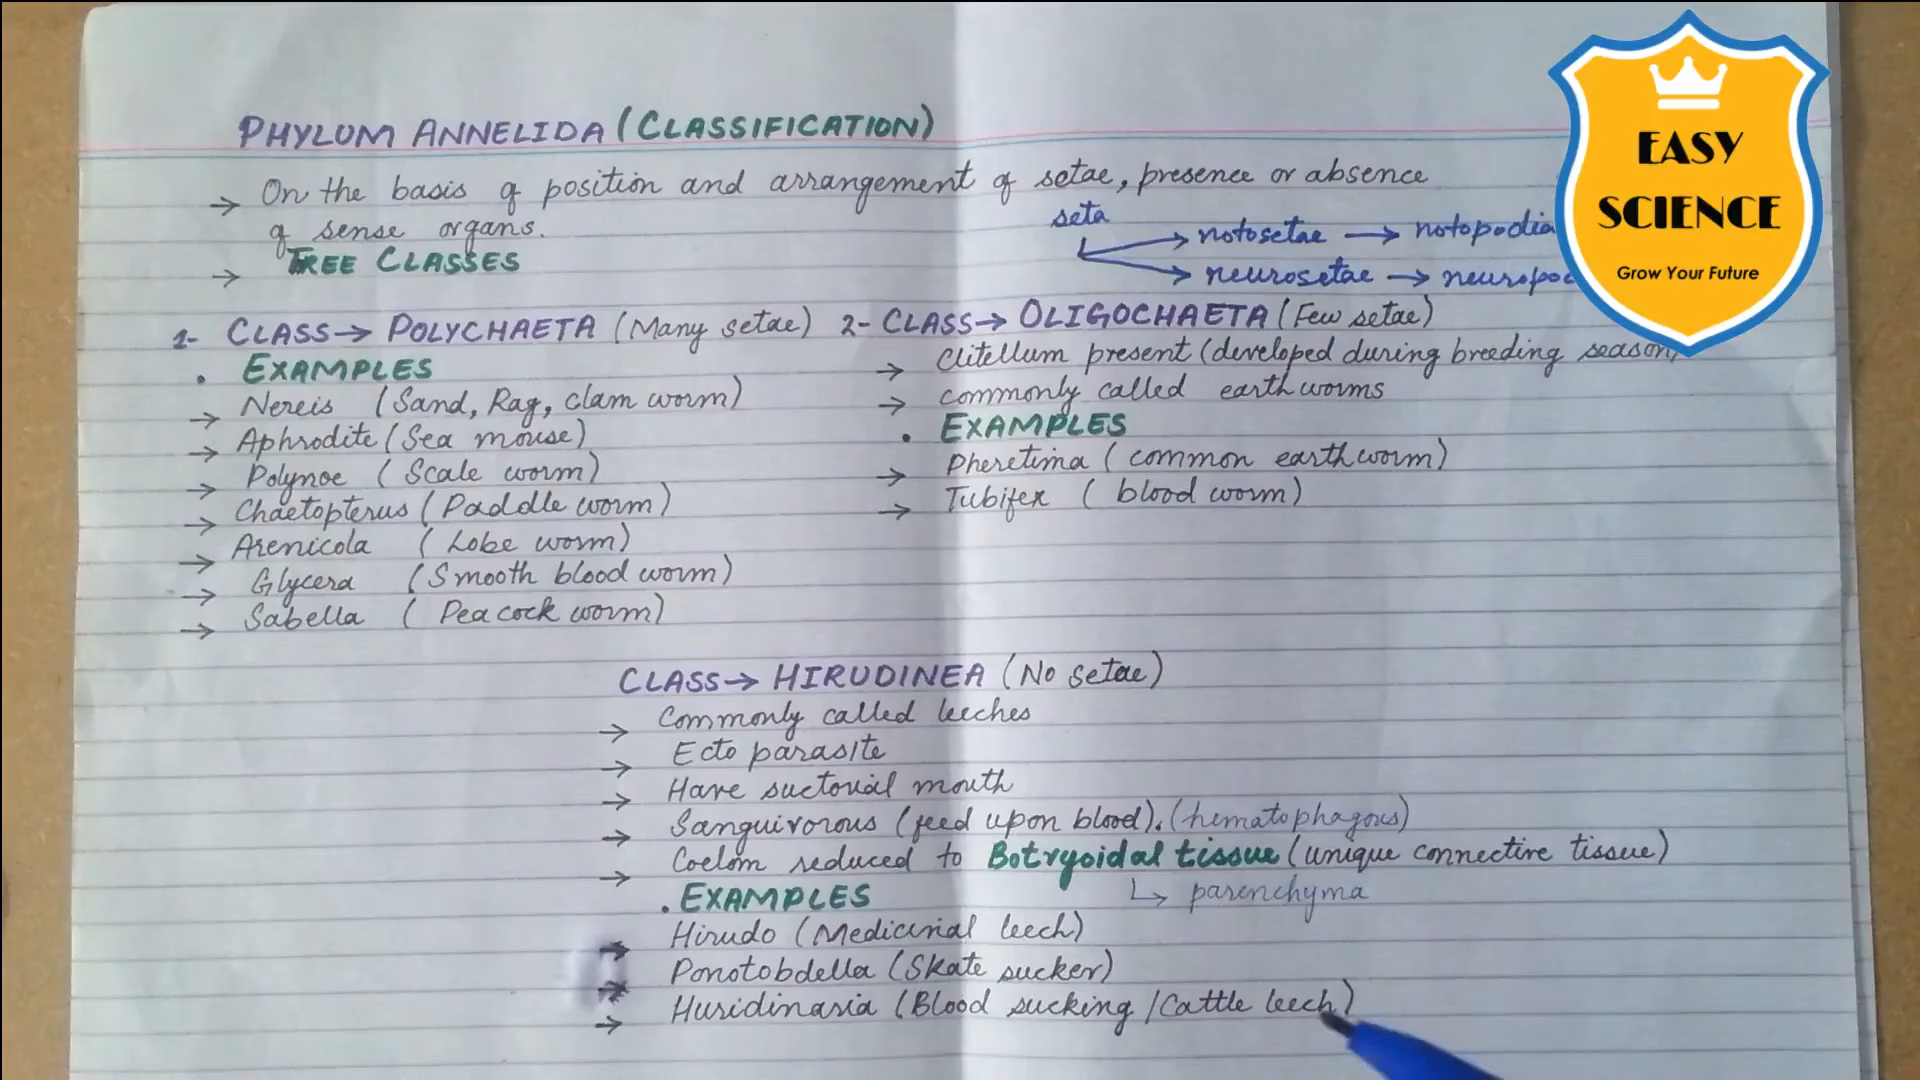 PHYLUM ANNELIDA (CLASSIFICATION)
→ On the basis of position and arrangement of setae, presence or absence
of sense organs.
seta
→ notosetae → notopodia
→ neurosetae →
→ TREE CLASSES
1- CLASS→ POLYCHAETA (Many setae)
. EXAMPLES
→ Nereis (Sand, Rag, Clam worm)
→ Aphrodite (Sea mouse)
→ Polynoe (Scale worm)
→ Chaetopterus (Paddle worm)
→ Arenicola (Lobe worm)
→ Glycera (Smooth blood worm)
→ Sabella (Peacock worm)
2- CLASS→ OLIGOCHAETA (Few setae)
→ Clitellum present (developed during breeding season)
→ commonly called earthworms
. EXAMPLES
→ Pheretima (common earthworm)
→ Tubifex (blood worm)
CLASS→ HIRUDINEA (No setae)
→ Commonly called leeches
→ Ecto parasite
→ Have suctorial mouth
→ Sanguivorous (feed upon blood). (hematophagous)
→ Coelom reduced to Botryoidal tissue (unique connective tissue)
↳ parenchyma
. EXAMPLES
→ Hirudo (Medicinal leech)
→ Ponotobdella (Skate sucker)
→ Huridinaria (Blood sucking / Cattle leech)
EASY
SCIENCE
Grow Your Future